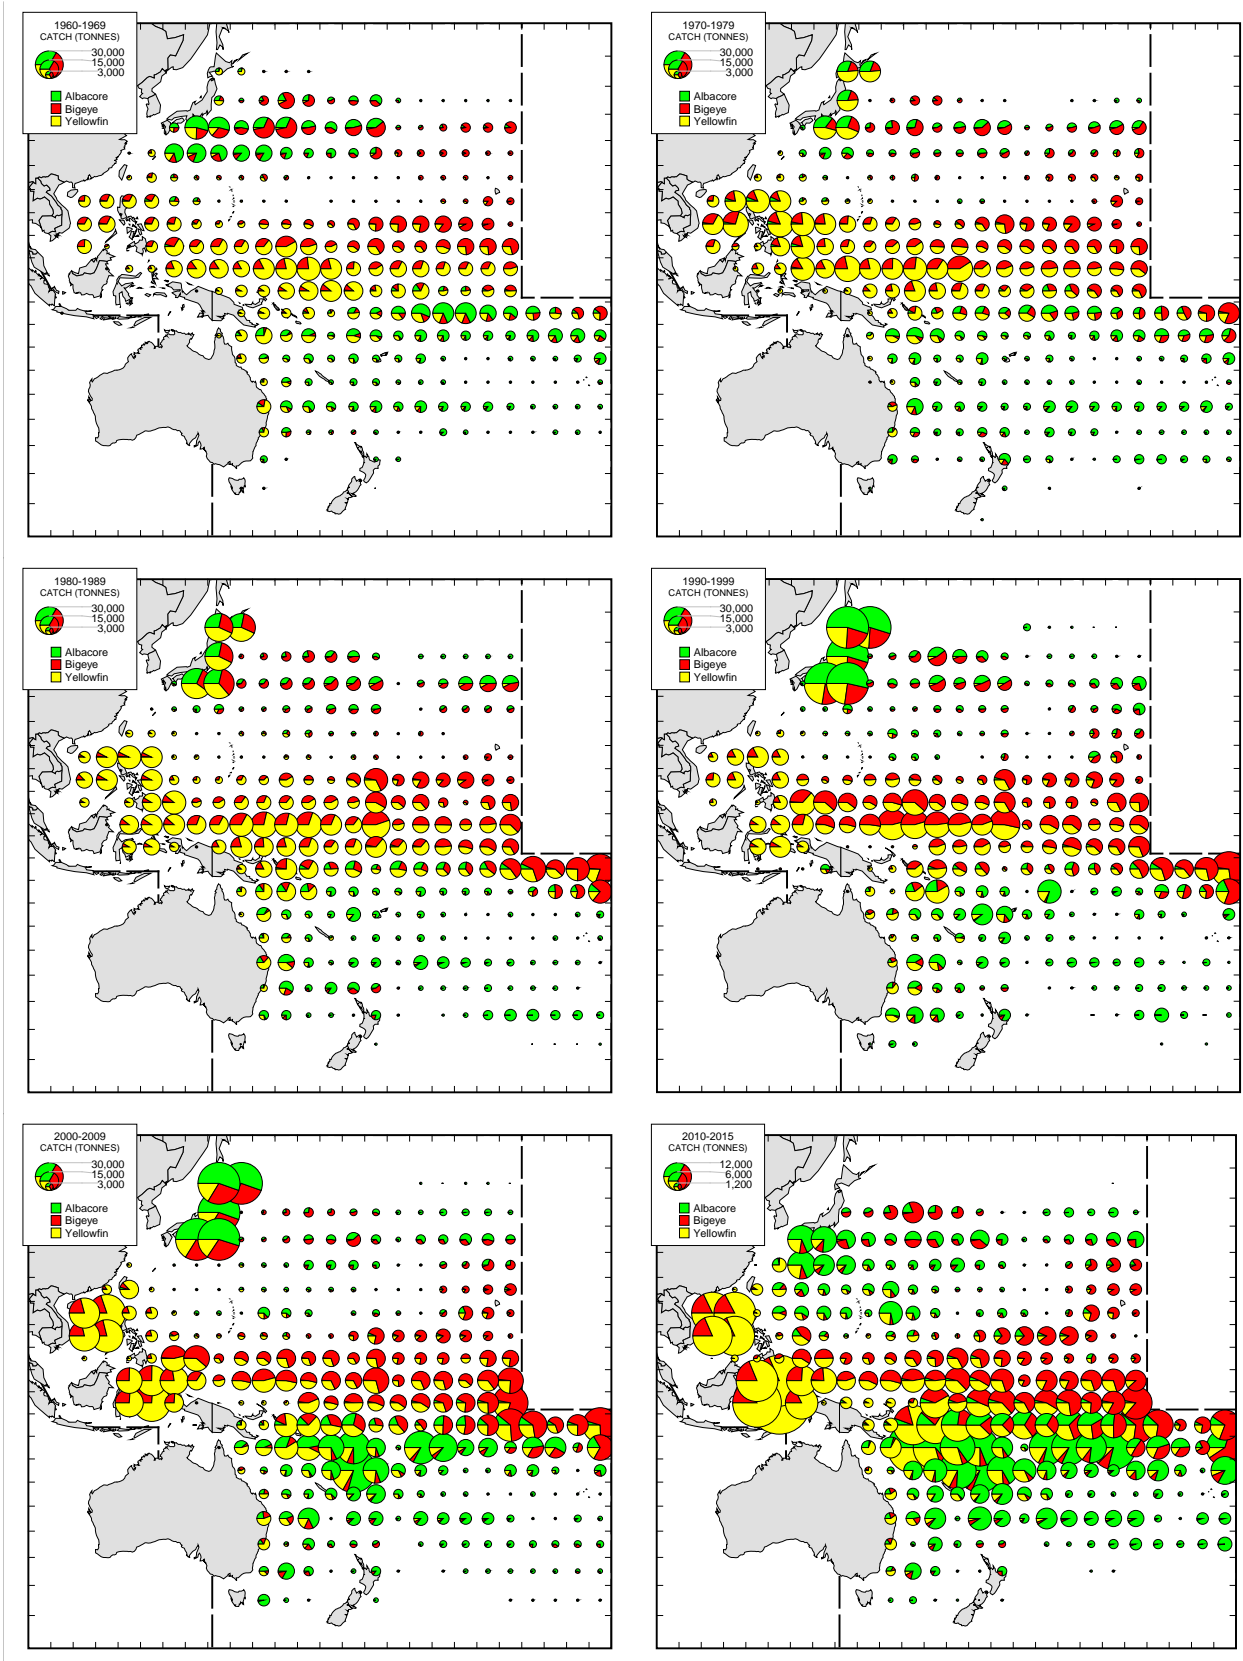 1960-1969
CATCH (TONNES)
30,000
15,000
3,000
Albacore
Bigeye
Yellowfin
1970-1979
CATCH (TONNES)
30,000
15,000
3,000
Albacore
Bigeye
Yellowfin
1980-1989
CATCH (TONNES)
30,000
15,000
3,000
Albacore
Bigeye
Yellowfin
1990-1999
CATCH (TONNES)
30,000
15,000
3,000
Albacore
Bigeye
Yellowfin
2000-2009
CATCH (TONNES)
30,000
15,000
3,000
Albacore
Bigeye
Yellowfin
2010-2015
CATCH (TONNES)
12,000
6,000
1,200
Albacore
Bigeye
Yellowfin